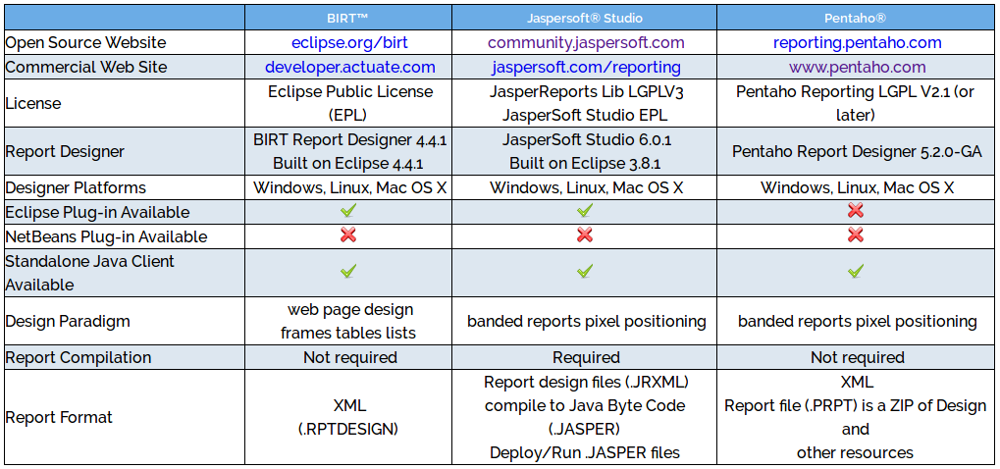 BIRT™ Jaspersoft® Studio Pentaho®
Open Source Website eclipse.org/birt community.jaspersoft.com reporting.pentaho.com
Commercial Web Site developer.actuate.com jaspersoft.com/reporting www.pentaho.com
License Eclipse Public License (EPL) JasperReports Lib LGPLV3 JasperSoft Studio EPL Pentaho Reporting LGPL V2.1 (or later)
Report Designer BIRT Report Designer 4.4.1 Built on Eclipse 4.4.1 JasperSoft Studio 6.0.1 Built on Eclipse 3.8.1 Pentaho Report Designer 5.2.0-GA
Designer Platforms Windows, Linux, Mac OS X Windows, Linux, Mac OS X Windows, Linux, Mac OS X
Eclipse Plug-in Available
NetBeans Plug-in Available
Standalone Java Client Available
Design Paradigm web page design frames tables lists banded reports pixel positioning banded reports pixel positioning
Report Compilation Not required Required Not required
Report Format XML (.RPTDESIGN) Report design files (.JRXML) compile to Java Byte Code (.JASPER) Deploy/Run .JASPER files XML Report file (.PRPT) is a ZIP of Design and other resources